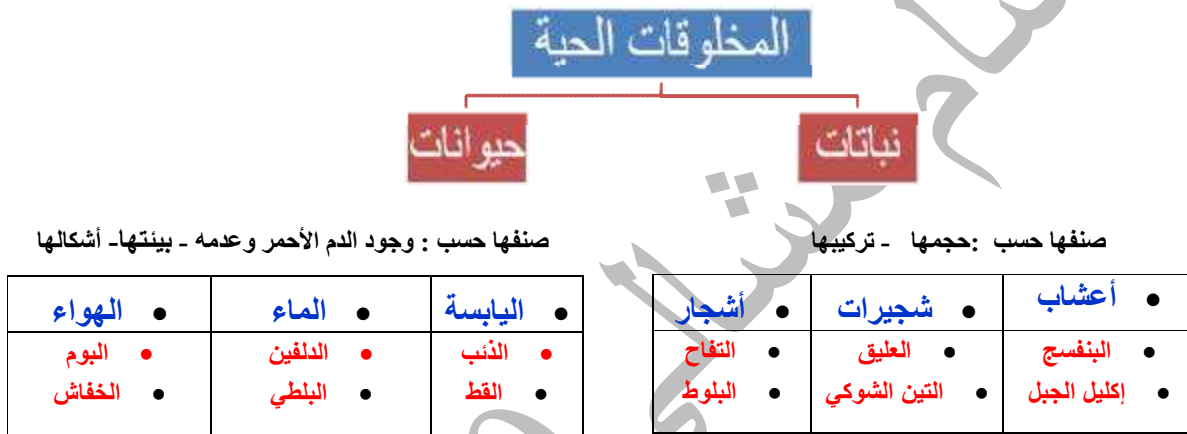 المخلوقات الحية
نباتات
حيوانات
صنفها حسب :حجمها - تركيبها
صنفها حسب : وجود الدم الأحمر وعدمه - بيئتها- أشكالها
• أعشاب • شجيرات • أشجار
• البنفسج • العليق • التفاح
• إكليل الجبل • التين الشوكي • البلوط
• اليابسة • الماء • الهواء
• الذئب • الدلفين • البوم
• القط • البلطي • الخفاش